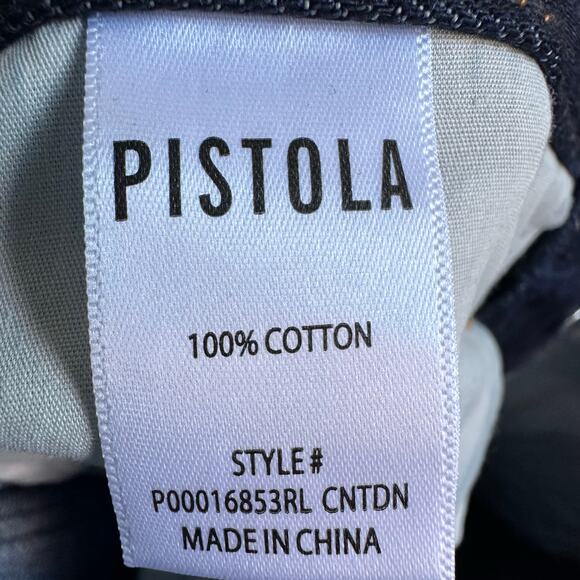 PISTOLA
100% COTTON
STYLE#
P00016853RL CNTDN
MADE IN CHINA